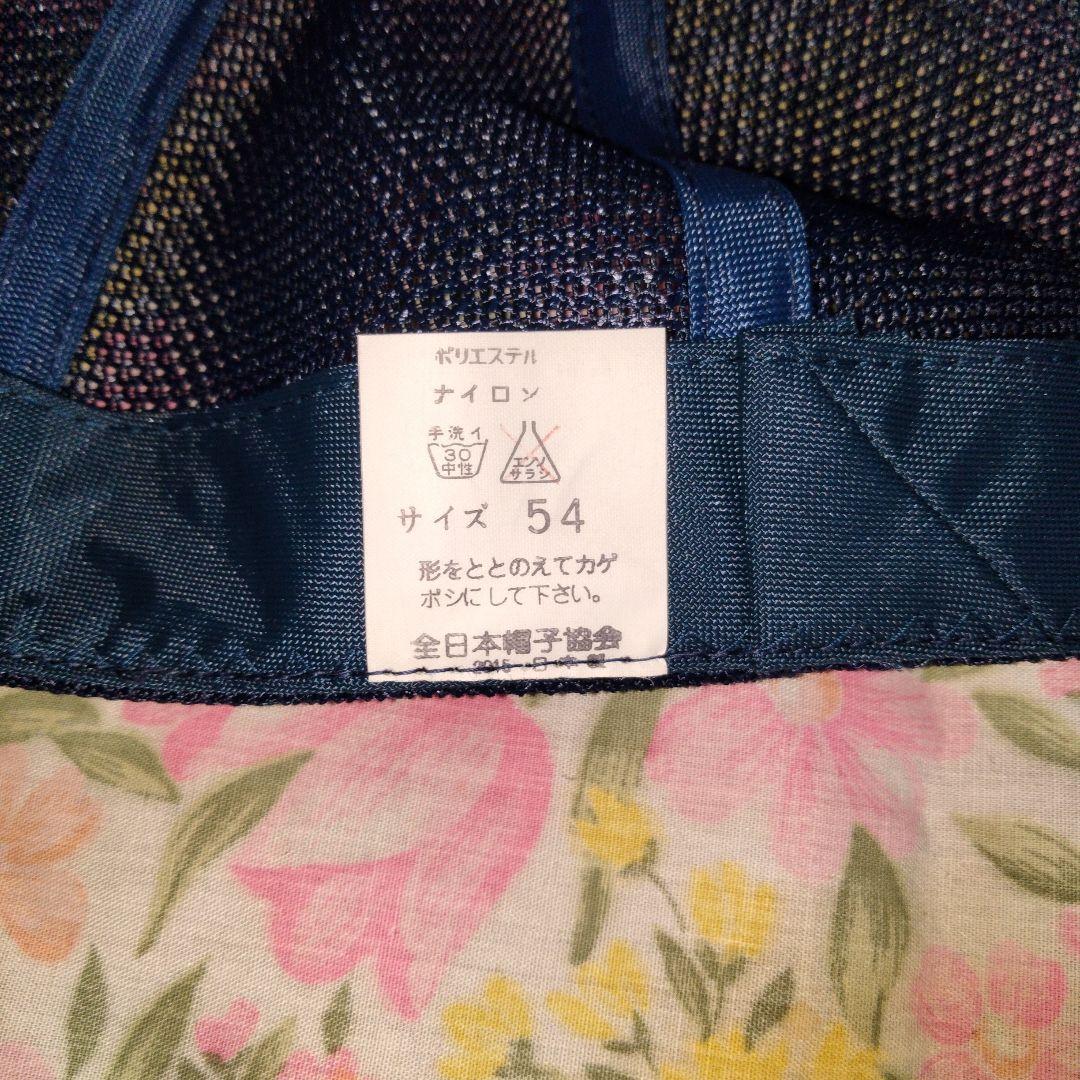 ポリエステル
ナイロン
手洗イ
30
中性
エンソ
サラシ
サイズ 54
形をととのえてカゲ
ボシにして下さい。
全日本帽子協会